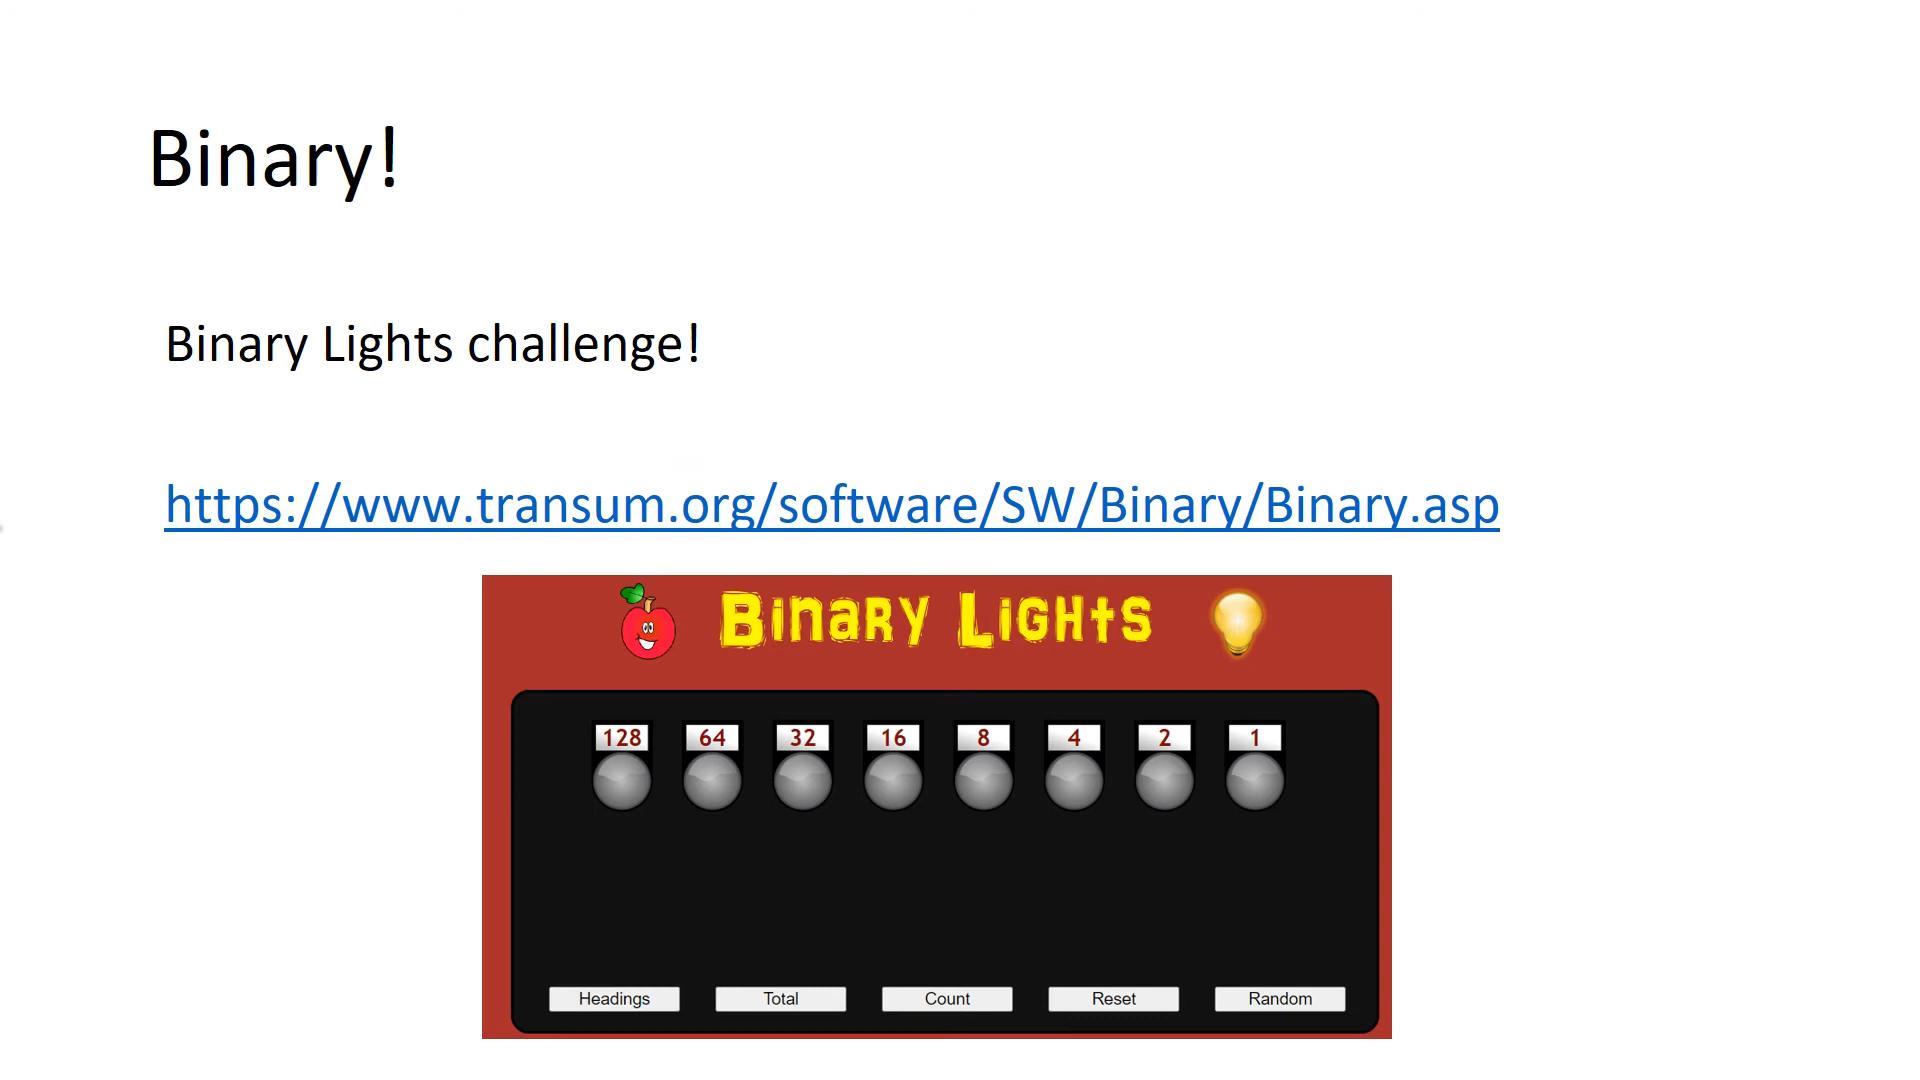 Binary!
Binary Lights challenge!
https://www.transum.org/software/SW/Binary/Binary.asp
Binary Lights
128 64 32 16 8 4 2 1
Headings Total Count Reset Random